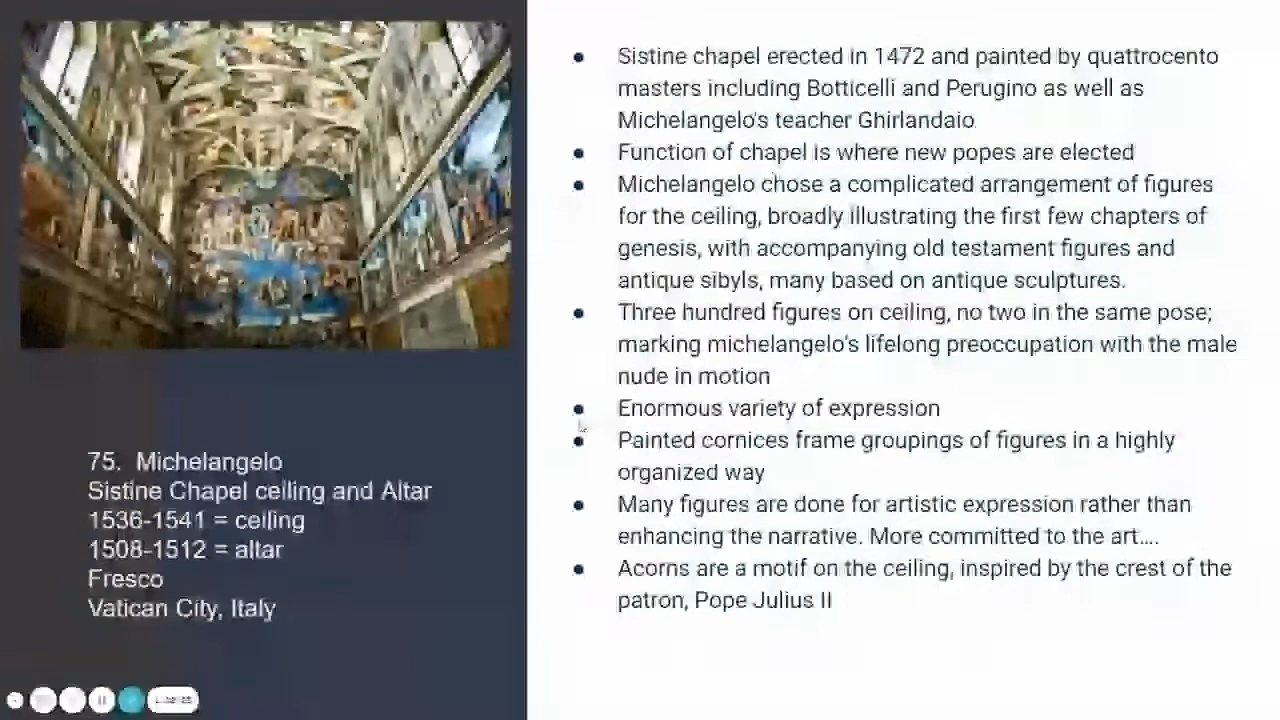 75. Michelangelo
Sistine Chapel ceiling and Altar
1536-1541 = ceiling
1508-1512 = altar
Fresco
Vatican City, Italy
Sistine chapel erected in 1472 and painted by quattrocento
masters including Botticelli and Perugino as well as
Michelangelo's teacher Ghirlandaio
Function of chapel is where new popes are elected
Michelangelo chose a complicated arrangement of figures
for the ceiling, broadly illustrating the first few chapters of
genesis, with accompanying old testament figures and
antique sibyls, many based on antique sculptures.
Three hundred figures on ceiling, no two in the same pose;
marking michelangelo's lifelong preoccupation with the male
nude in motion
Enormous variety of expression
Painted cornices frame groupings of figures in a highly
organized way
Many figures are done for artistic expression rather than
enhancing the narrative. More committed to the art....
Acorns are a motif on the ceiling, inspired by the crest of the
patron, Pope Julius II